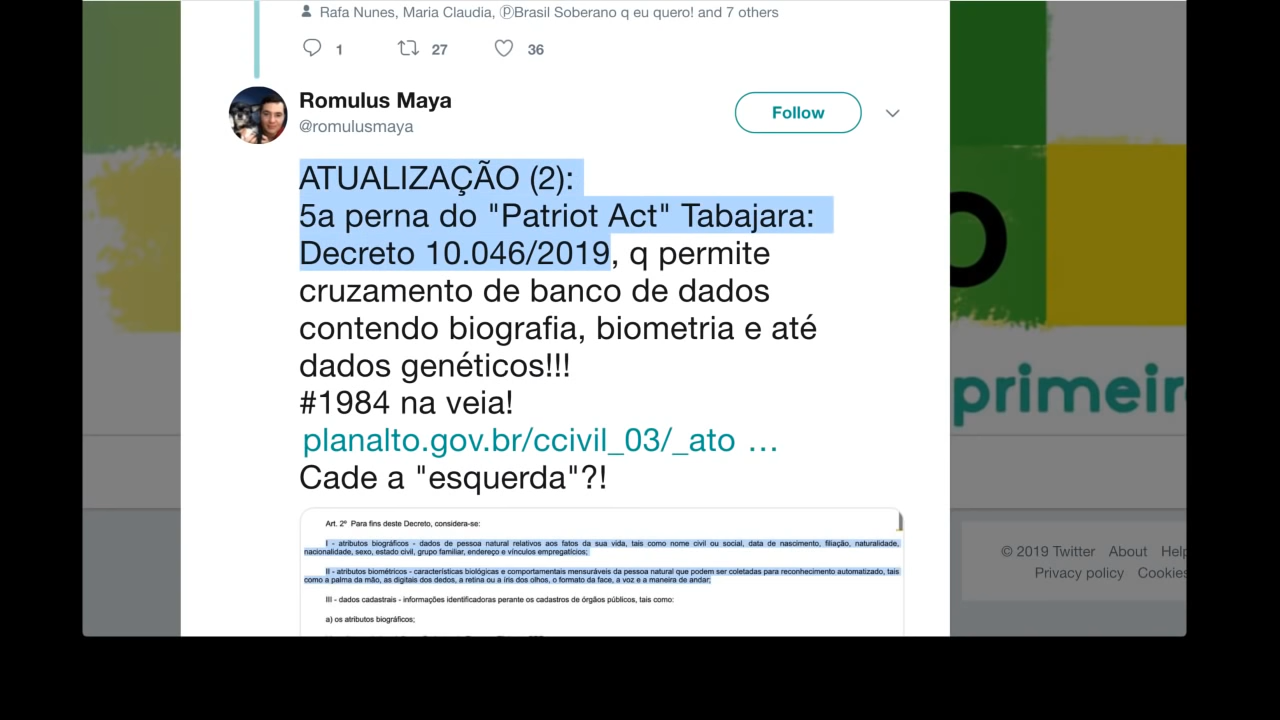 Rafa Nunes, Maria Claudia, ⓟBrasil Soberano q eu quero! and 7 others
1 27 36
Romulus Maya
@romulusmaya
Follow
ATUALIZAÇÃO (2):
5a perna do "Patriot Act" Tabajara:
Decreto 10.046/2019, q permite
cruzamento de banco de dados
contendo biografia, biometria e até
dados genéticos!!!
#1984 na veia!
planalto.gov.br/ccivil_03/_ato …
Cade a "esquerda"?!
Art. 2º Para fins deste Decreto, considera-se:
I - atributos biográficos - dados de pessoa natural relativos aos fatos da sua vida, tais como nome civil ou social, data de nascimento, filiação, naturalidade,
nacionalidade, sexo, estado civil, grupo familiar, endereço e vínculos empregatícios;
II - atributos biométricos - características biológicas e comportamentais mensuráveis da pessoa natural que podem ser coletadas para reconhecimento automatizado, tais
como a palma da mão, as digitais dos dedos, a retina ou a íris dos olhos, o formato da face, a voz e a maneira de andar;
III - dados cadastrais - informações identificadoras perante os cadastros de órgãos públicos, tais como:
a) os atributos biográficos;
O
primeir
© 2019 Twitter About Help
Privacy policy Cookies